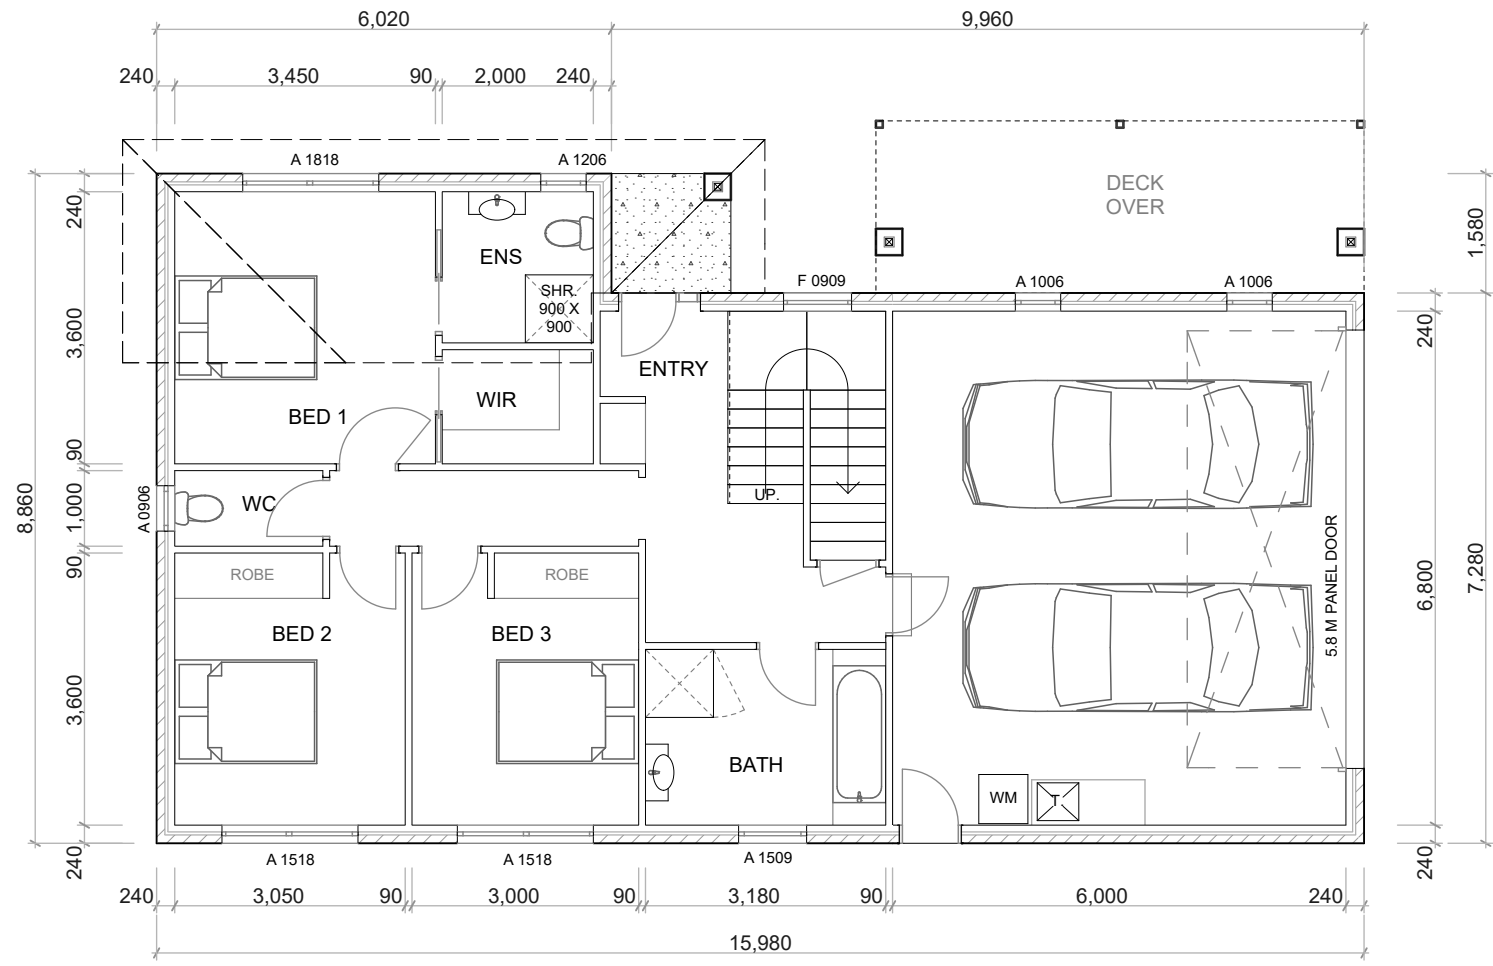 6,020
9,960
240
3,450
90
2,000
240
A 1818
A 1206
DECK
OVER
240
1,580
ENS
F 0909
A 1006
A 1006
SHR
900 X
900
240
3,600
ENTRY
WIR
BED 1
90
8,860
1,000
A 0906
WC
UP.
90
ROBE
ROBE
5.8 M PANEL DOOR
6,800
7,280
BED 2
BED 3
3,600
BATH
WM
T.
240
A 1518
A 1518
A 1509
240
240
3,050
90
3,000
90
3,180
90
6,000
240
15,980